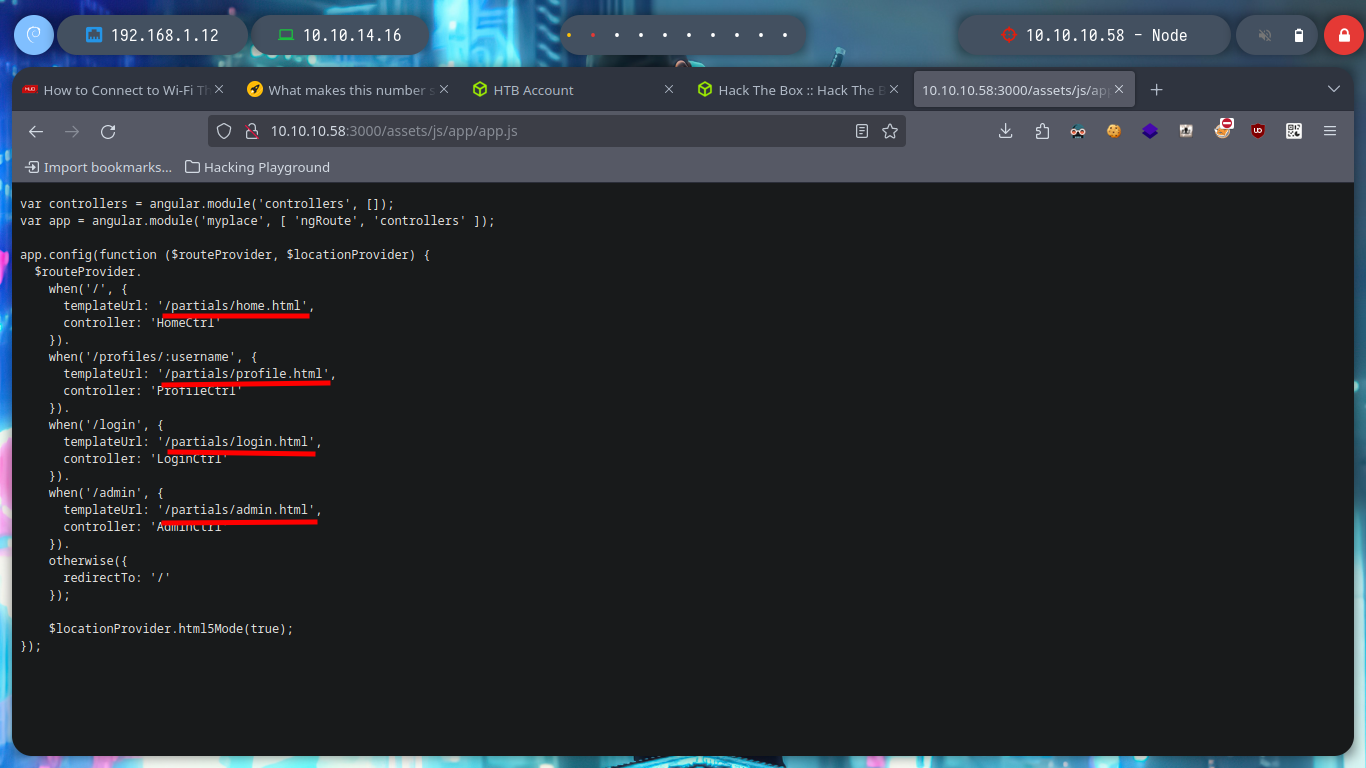 192.168.1.12
10.10.14.16
10.10.10.58 - Node
How to Connect to Wi-Fi Th
What makes this number s
HTB Account
Hack The Box :: Hack The B
10.10.10.58:3000/assets/js/ap
10.10.10.58:3000/assets/js/app/app.js
Import bookmarks...
Hacking Playground
var controllers = angular.module('controllers', []);
var app = angular.module('myplace', [ 'ngRoute', 'controllers' ]);
app.config(function ($routeProvider, $locationProvider) {
  $routeProvider.
    when('/', {
      templateUrl: '/partials/home.html',
      controller: 'HomeCtrl'
    }).
    when('/profiles/:username', {
      templateUrl: '/partials/profile.html',
      controller: 'ProfileCtrl'
    }).
    when('/login', {
      templateUrl: '/partials/login.html',
      controller: 'LoginCtrl'
    }).
    when('/admin', {
      templateUrl: '/partials/admin.html',
      controller: 'AdminCtrl'
    }).
    otherwise({
      redirectTo: '/'
    });
    $locationProvider.html5Mode(true);
});